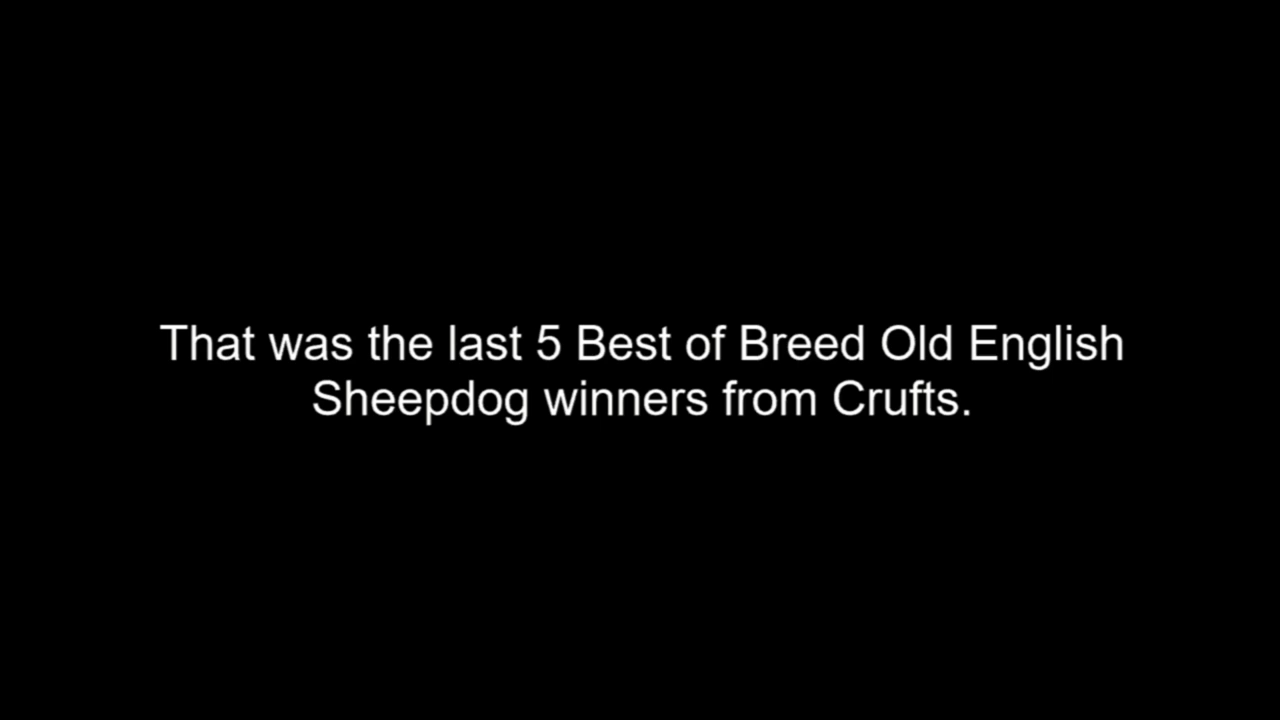 That was the last 5 Best of Breed Old English
Sheepdog winners from Crufts.